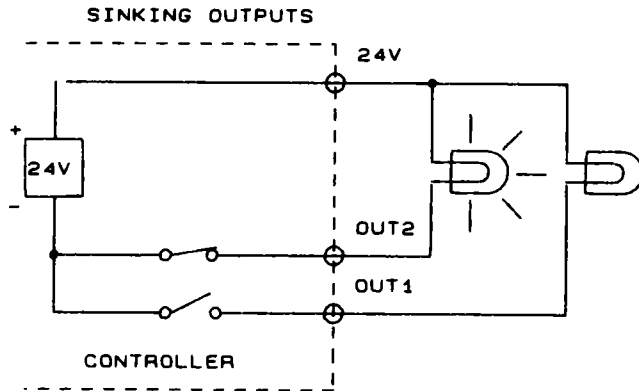 SINKING OUTPUTS
24V
+
24V
-
OUT2
OUT1
CONTROLLER